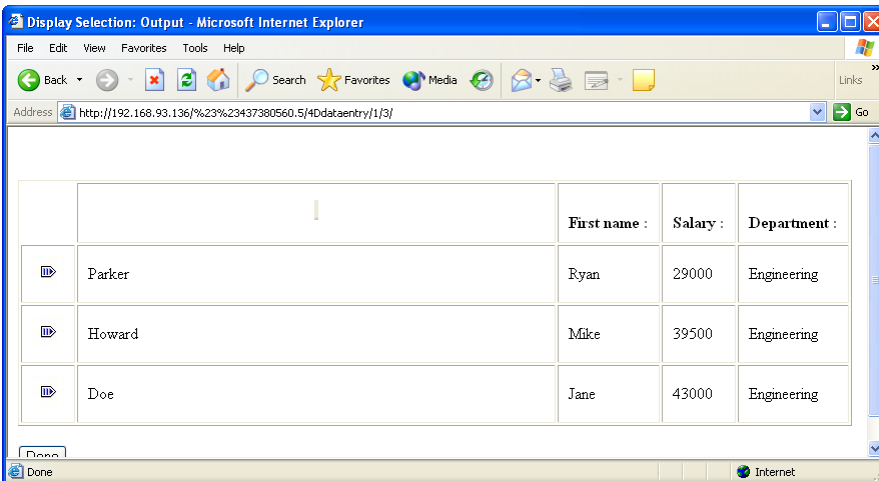 Display Selection: Output - Microsoft Internet Explorer
File Edit View Favorites Tools Help
Back Search Favorites Media Links
Address http://192.168.93.136/%23%23437380560.5/4Ddataentry/1/3/ Go
First name : Salary : Department :
Parker Ryan 29000 Engineering
Howard Mike 39500 Engineering
Doe Jane 43000 Engineering
Done
Done Internet